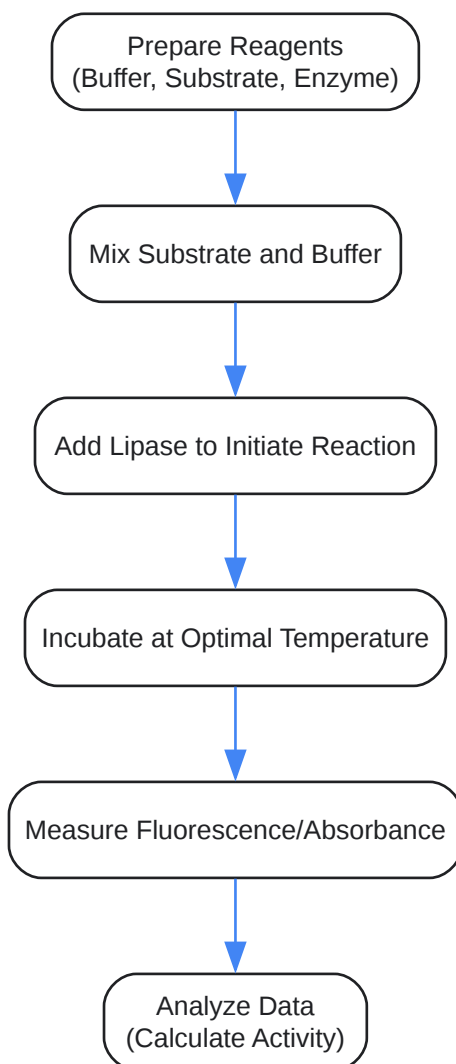 Prepare Reagents
(Buffer, Substrate, Enzyme)
Mix Substrate and Buffer
Add Lipase to Initiate Reaction
Incubate at Optimal Temperature
Measure Fluorescence/Absorbance
Analyze Data
(Calculate Activity)